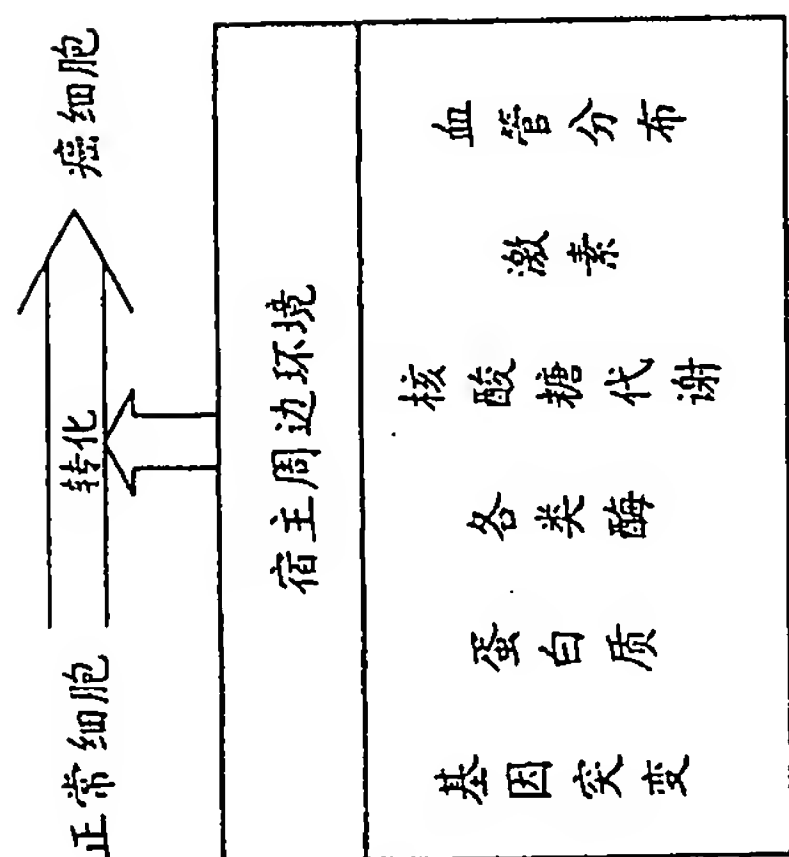 正常细胞
转化
癌细胞
宿主周边环境
基因突变
蛋白质
各类酶
核酸糖代谢
激素
血管分布